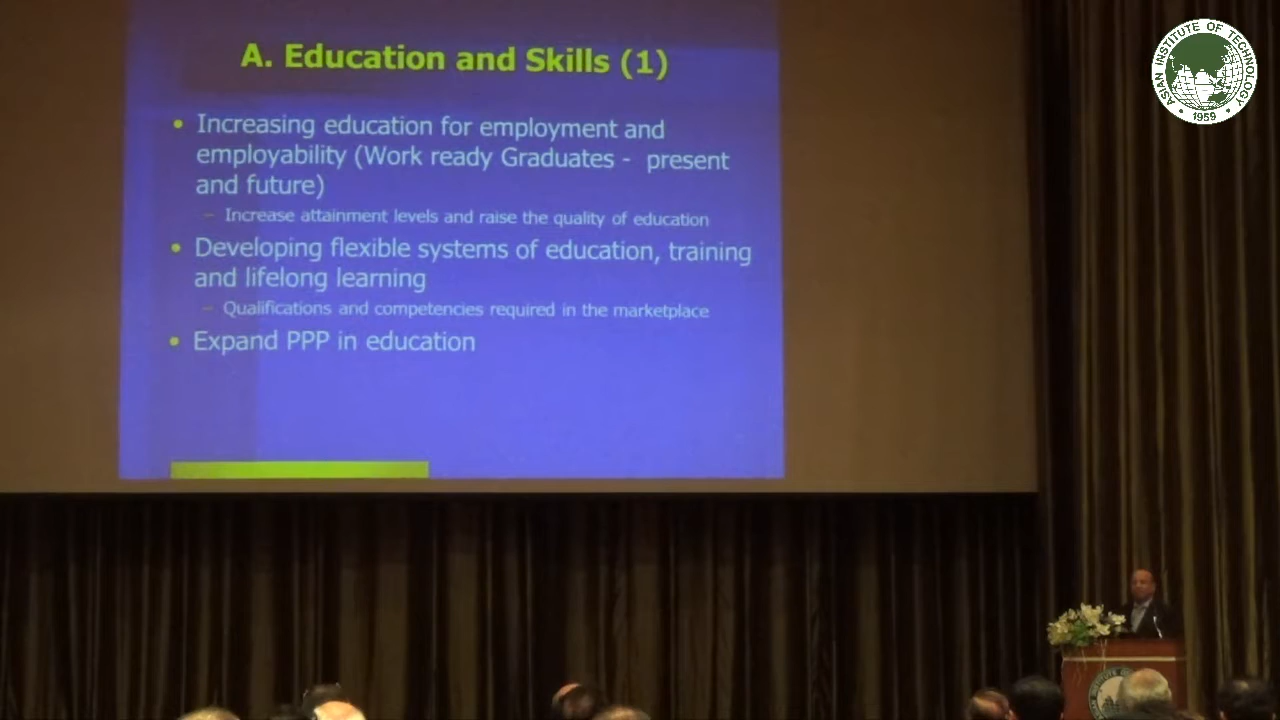 A. Education and Skills (1)
• Increasing education for employment and
employability (Work ready Graduates - present
and future)
– Increase attainment levels and raise the quality of education
• Developing flexible systems of education, training
and lifelong learning
– Qualifications and competencies required in the marketplace
• Expand PPP in education
ASIAN INSTITUTE OF TECHNOLOGY
1959
INSTITUTE